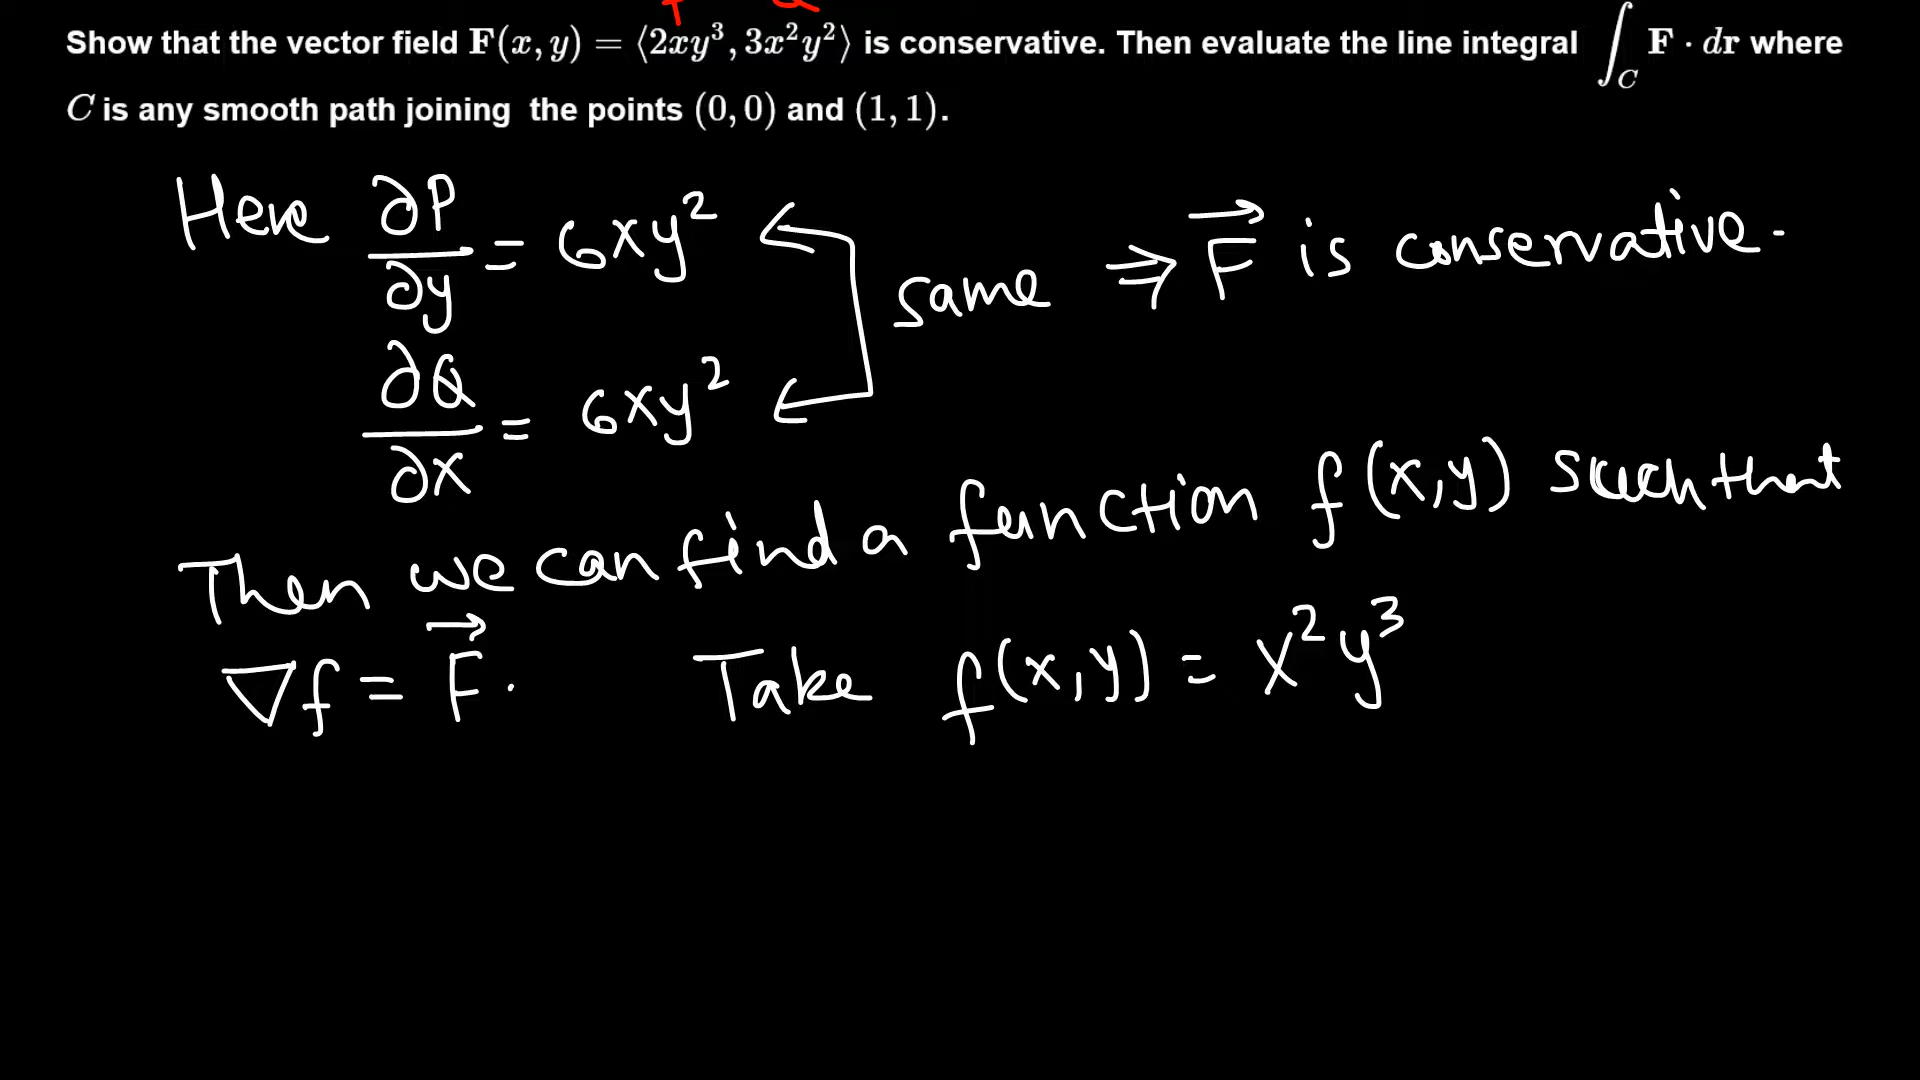 Show that the vector field F(x, y) = ⟨2xy³, 3x²y²⟩ is conservative. Then evaluate the line integral ∫_C F · dr where
C is any smooth path joining the points (0, 0) and (1, 1).
Here ∂P/∂y = 6xy²
same ⇒ F⃗ is conservative.
∂Q/∂x = 6xy²
Then we can find a function f(x,y) such that
∇f = F⃗. Take f(x,y) = x²y³